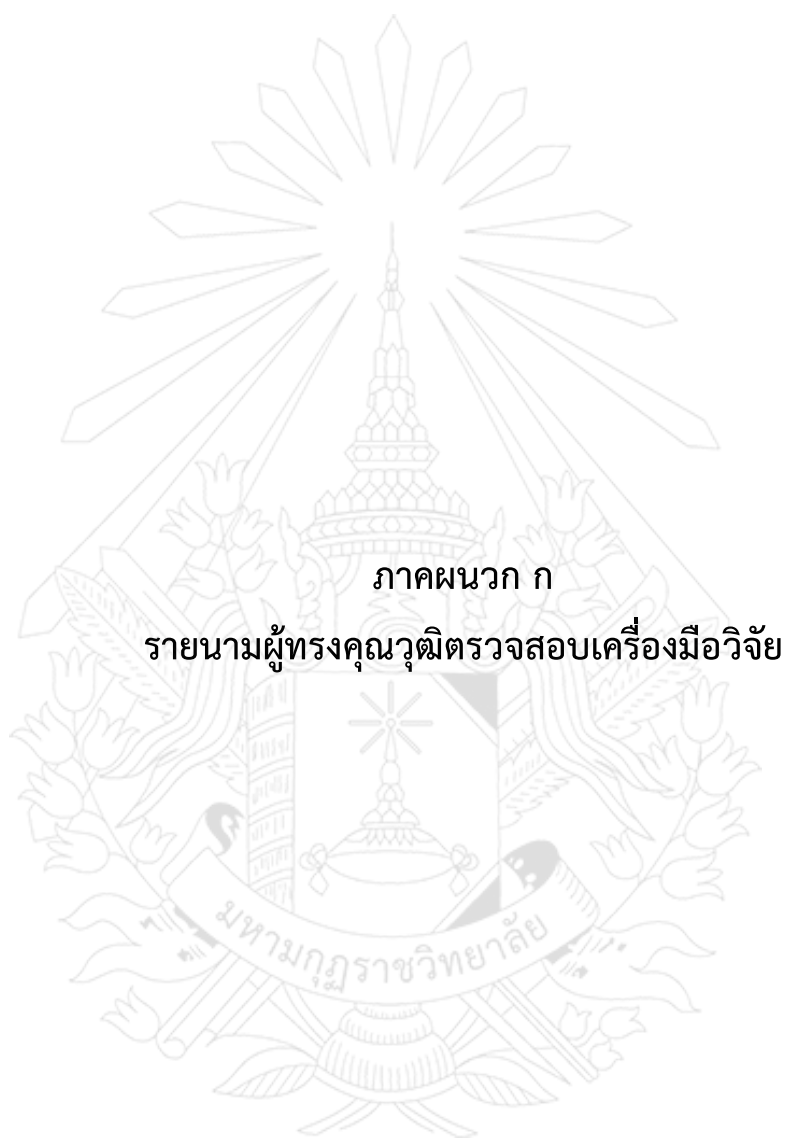 ภาคผนวก ก
รายนามผู้ทรงคุณวุฒิตรวจสอบเครื่องมือวิจัย
มหามกุฏราชวิทยาลัย